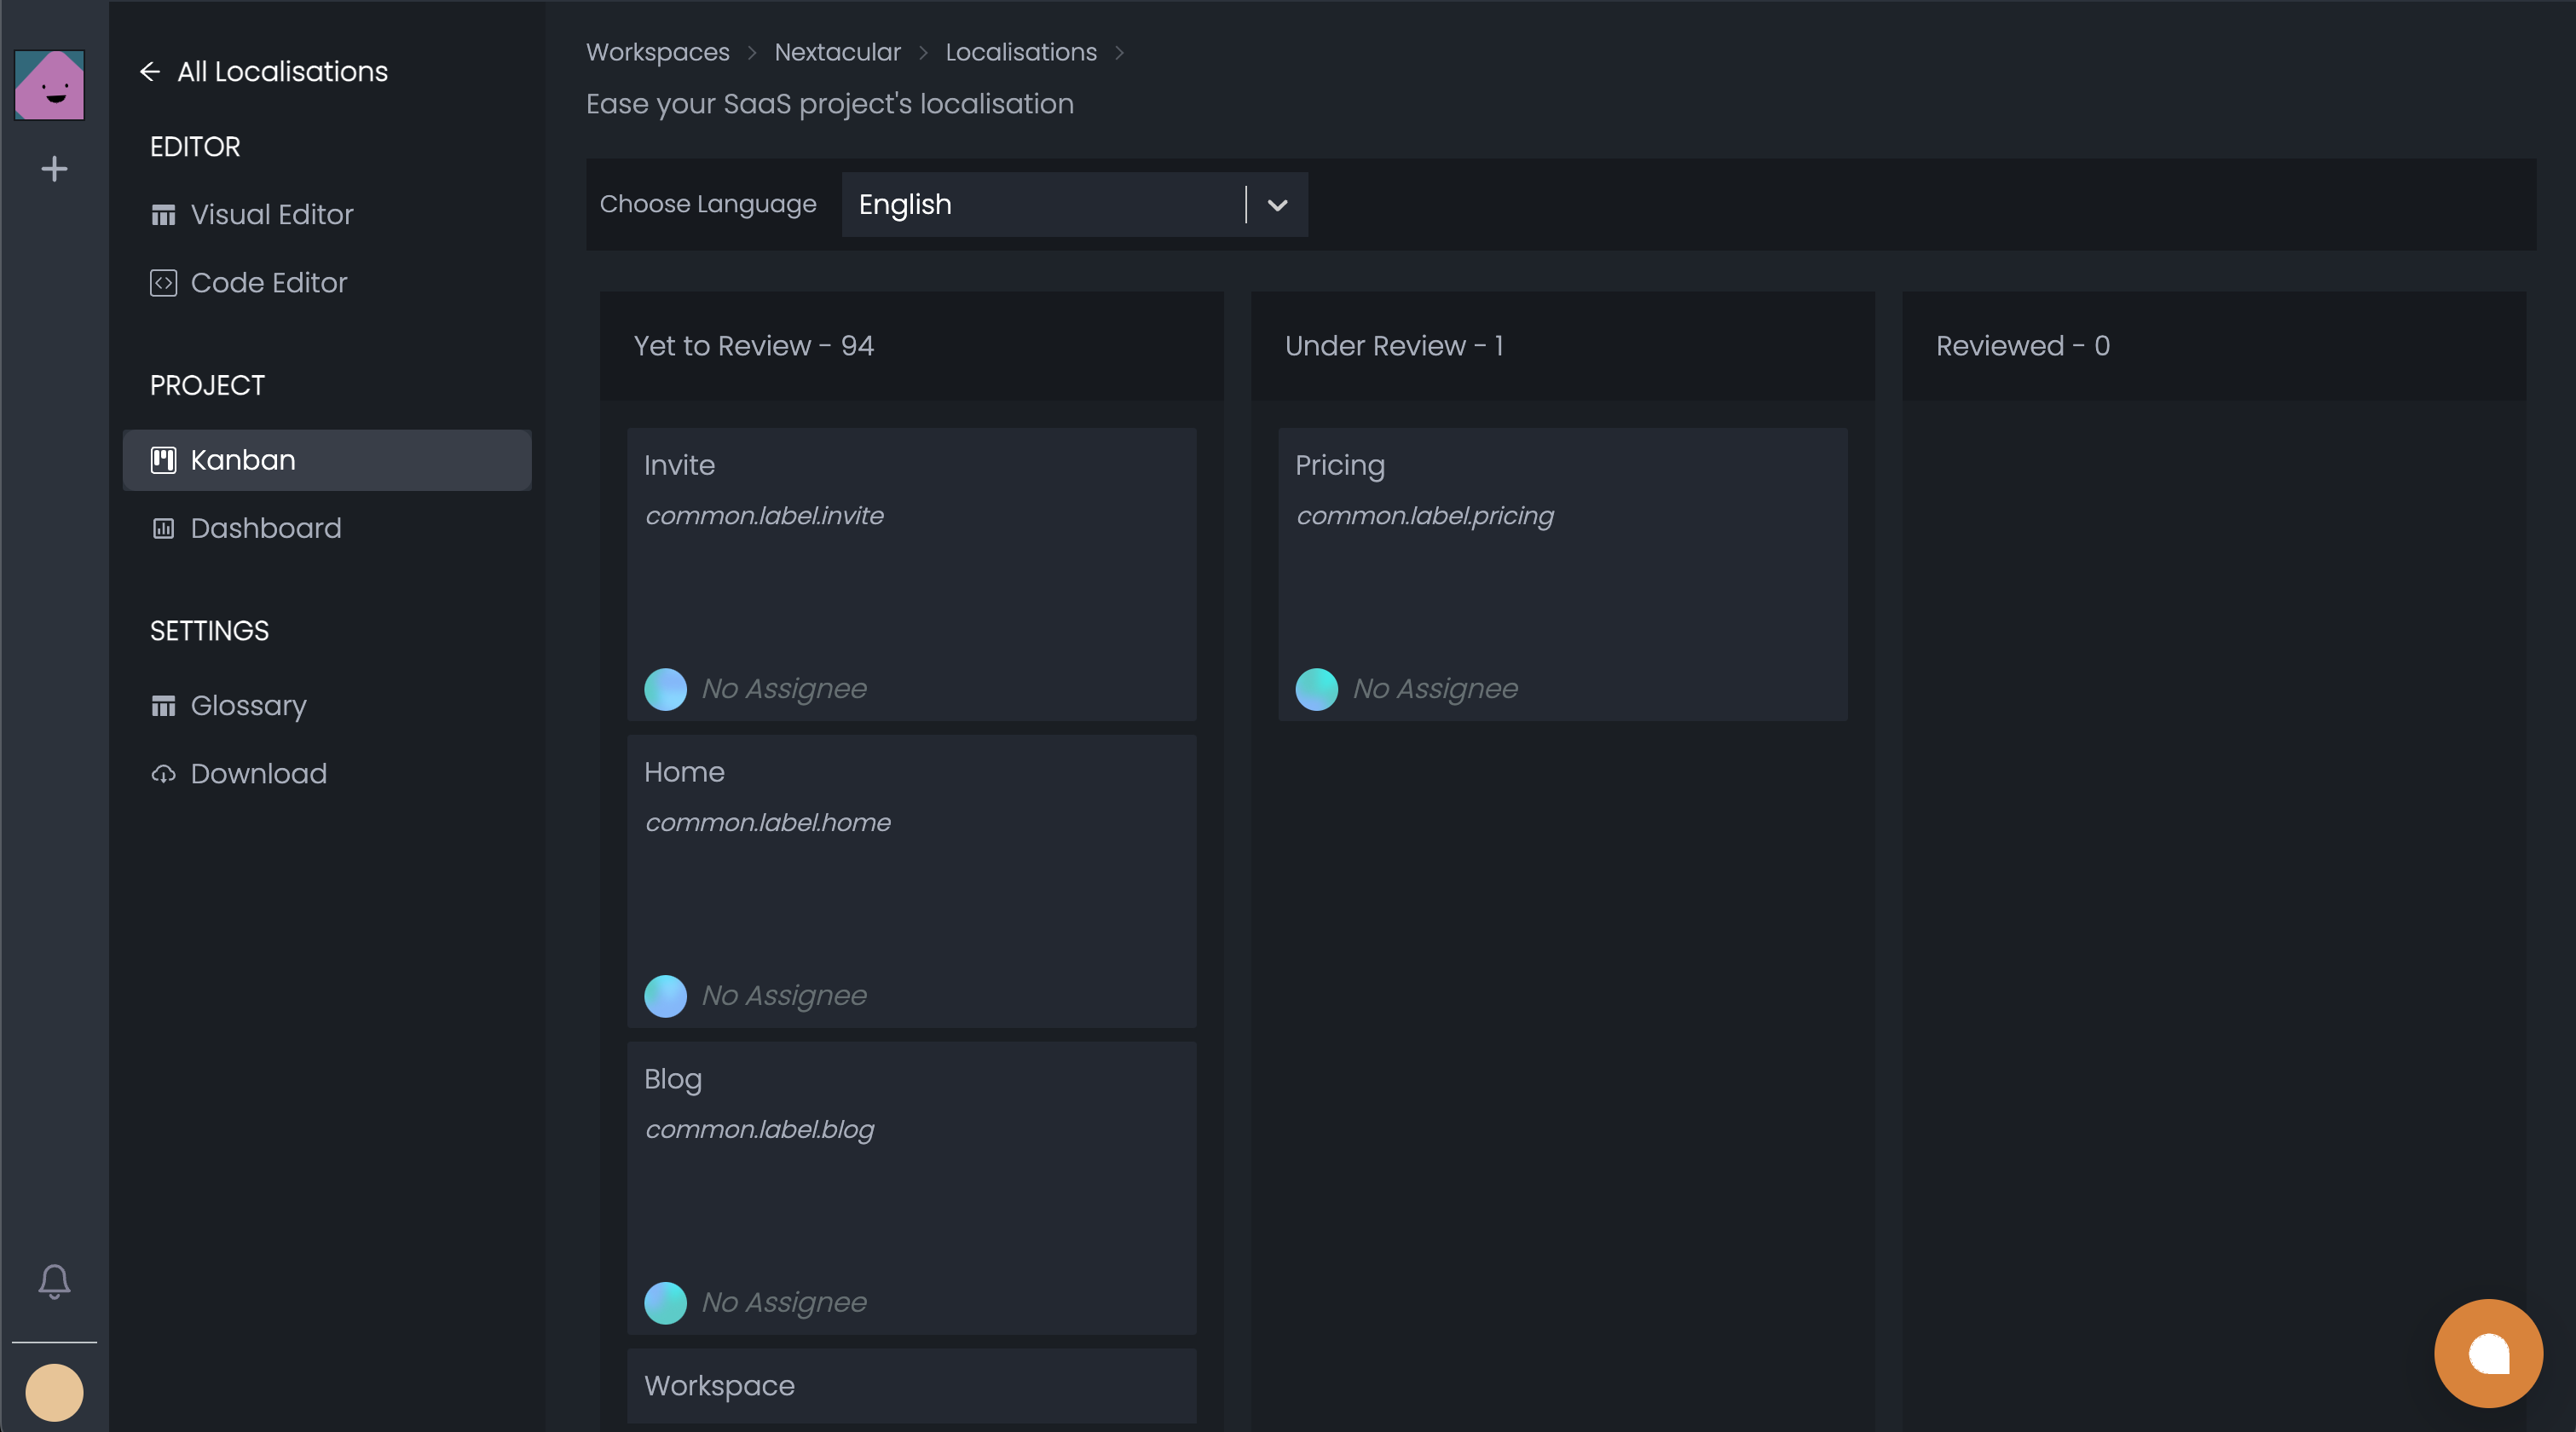 All Localisations
EDITOR
Visual Editor
Code Editor
PROJECT
Kanban
Dashboard
SETTINGS
Glossary
Download
Workspaces > Nextacular > Localisations >
Ease your SaaS project's localisation
Choose Language English
Yet to Review - 94
Invite
common.label.invite
No Assignee
Home
common.label.home
No Assignee
Blog
common.label.blog
No Assignee
Workspace
Under Review - 1
Pricing
common.label.pricing
No Assignee
Reviewed - 0